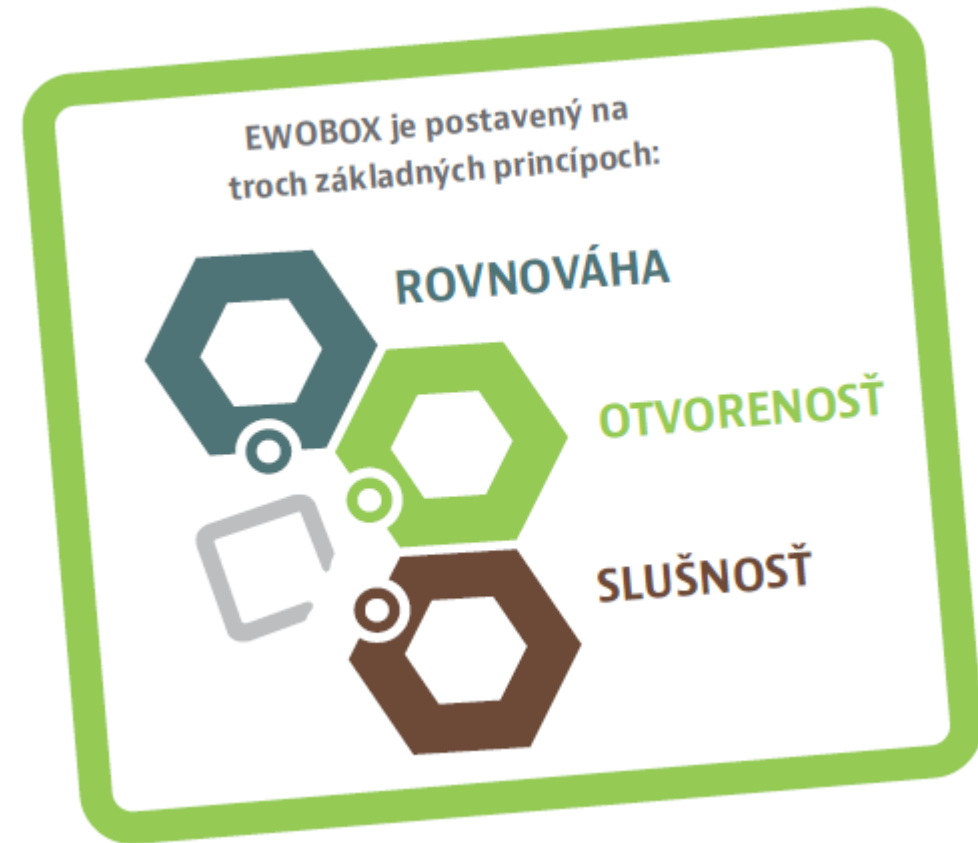 EWOBOX je postavený na
troch základných princípoch:
ROVNOVÁHA
OTVORENOSŤ
SLUŠNOSŤ